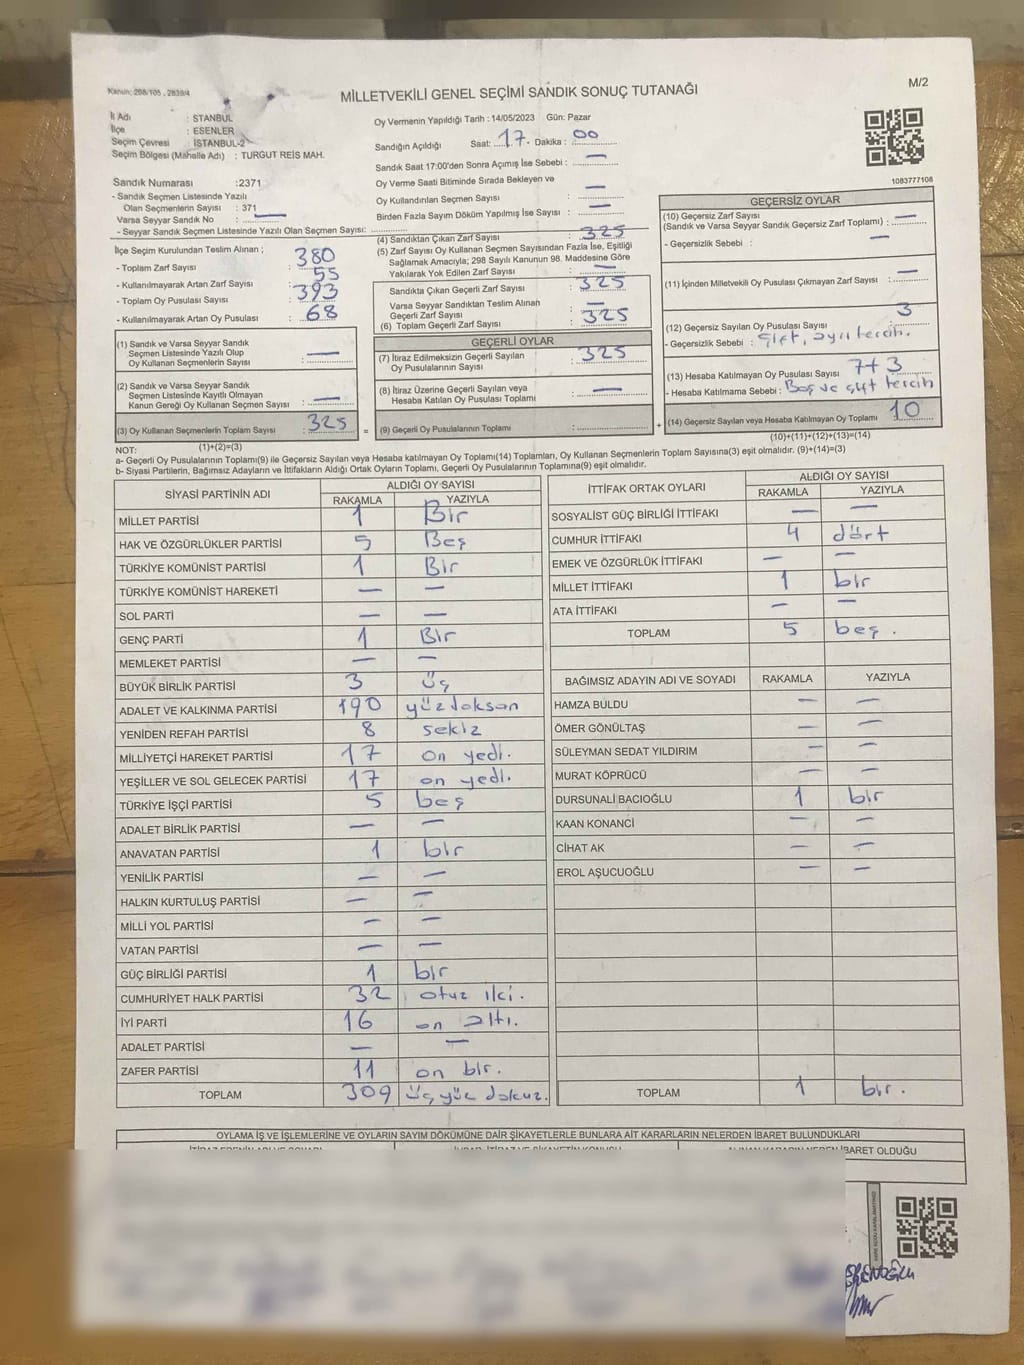 Kanun: 298/105 , 2839/4
M/2
MİLLETVEKİLİ GENEL SEÇİMİ SANDIK SONUÇ TUTANAĞI
İl Adı : STANBUL
İlçe : ESENLER
Seçim Çevresi : İSTANBUL-2
Seçim Bölgesi (Mahalle Adı) : TURGUT REİS MAH.
Oy Vermenin Yapıldığı Tarih : 14/05/2023 Gün: Pazar
Sandığın Açıldığı Saat: 17 Dakika : 00
Sandık Saat 17:00'den Sonra Açımış İse Sebebi : —
Oy Verme Saati Bitiminde Sırada Bekleyen ve
Oy Kullandırılan Seçmen Sayısı : —
Birden Fazla Sayım Döküm Yapılmış İse Sayısı : —
1083777108
Sandık Numarası :2371
- Sandık Seçmen Listesinde Yazılı
Olan Seçmenlerin Sayısı : 371
Varsa Seyyar Sandık No : —
- Seyyar Sandık Seçmen Listesinde Yazılı Olan Seçmen Sayısı:
İlçe Seçim Kurulundan Teslim Alınan ;
- Toplam Zarf Sayısı : 380
- Kullanılmayarak Artan Zarf Sayısı : 55
- Toplam Oy Pusulası Sayısı : 393
- Kullanılmayarak Artan Oy Pusulası : 68
(1) Sandık ve Varsa Seyyar Sandık
Seçmen Listesinde Yazılı Olup
Oy Kullanan Seçmenlerin Sayısı : —
(2) Sandık ve Varsa Seyyar Sandık
Seçmen Listesinde Kayıtlı Olmayan
Kanun Gereği Oy Kullanan Seçmen Sayısı : —
(3) Oy Kullanan Seçmenlerin Toplam Sayısı : 325
(1)+(2)=(3)
(4) Sandıktan Çıkan Zarf Sayısı : 325
(5) Zarf Sayısı Oy Kullanan Seçmen Sayısından Fazla İse, Eşitliği
Sağlamak Amacıyla; 298 Sayılı Kanunun 98. Maddesine Göre
Yakılarak Yok Edilen Zarf Sayısı : —
Sandıkta Çıkan Geçerli Zarf Sayısı : 325
Varsa Seyyar Sandıktan Teslim Alınan
Geçerli Zarf Sayısı : —
(6) Toplam Geçerli Zarf Sayısı : 325
GEÇERLİ OYLAR
(7) İtiraz Edilmeksizin Geçerli Sayılan
Oy Pusulalarının Sayısı : 325
(8) İtiraz Üzerine Geçerli Sayılan veya
Hesaba Katılan Oy Pusulası Toplamı : —
= (9) Geçerli Oy Pusulalarının Toplamı :
GEÇERSİZ OYLAR
(10) Geçersiz Zarf Sayısı
(Sandık ve Varsa Seyyar Sandık Geçersiz Zarf Toplamı) : —
- Geçersizlik Sebebi : —
(11) İçinden Milletvekili Oy Pusulası Çıkmayan Zarf Sayısı : —
(12) Geçersiz Sayılan Oy Pusulası Sayısı : 3
- Geçersizlik Sebebi : Çift, ayrı tercih.
(13) Hesaba Katılmayan Oy Pusulası Sayısı : 7+3
- Hesaba Katılmama Sebebi : Boş ve çift tercih
+ (14) Geçersiz Sayılan veya Hesaba Katılmayan Oy Toplamı 10
(10)+(11)+(12)+(13)=(14)
NOT:
a- Geçerli Oy Pusulalarının Toplamı(9) ile Geçersiz Sayılan veya Hesaba katılmayan Oy Toplamı(14) Toplamları, Oy Kullanan Seçmenlerin Toplam Sayısına(3) eşit olmalıdır. (9)+(14)=(3)
b- Siyasi Partilerin, Bağımsız Adayların ve İttifakların Aldığı Ortak Oyların Toplamı, Geçerli Oy Pusulalarının Toplamına(9) eşit olmalıdır.
SİYASİ PARTİNİN ADI ALDIĞI OY SAYISI
RAKAMLA YAZIYLA
MİLLET PARTİSİ 1 Bir
HAK VE ÖZGÜRLÜKLER PARTİSİ 5 Beş
TÜRKİYE KOMÜNİST PARTİSİ 1 Bir
TÜRKİYE KOMÜNİST HAREKETİ — —
SOL PARTİ — —
GENÇ PARTİ 1 Bir
MEMLEKET PARTİSİ — —
BÜYÜK BİRLİK PARTİSİ 3 üç
ADALET VE KALKINMA PARTİSİ 190 yüzdoksan
YENİDEN REFAH PARTİSİ 8 sekiz
MİLLİYETÇİ HAREKET PARTİSİ 17 on yedi.
YEŞİLLER VE SOL GELECEK PARTİSİ 17 on yedi.
TÜRKİYE İŞÇİ PARTİSİ 5 beş
ADALET BİRLİK PARTİSİ — —
ANAVATAN PARTİSİ 1 bir
YENİLİK PARTİSİ — —
HALKIN KURTULUŞ PARTİSİ — —
MİLLİ YOL PARTİSİ — —
VATAN PARTİSİ — —
GÜÇ BİRLİĞİ PARTİSİ 1 bir
CUMHURİYET HALK PARTİSİ 32 otuz iki.
İYİ PARTİ 16 on altı.
ADALET PARTİSİ — —
ZAFER PARTİSİ 11 on bir.
TOPLAM 309 üç yüz dokuz.
İTTİFAK ORTAK OYLARI ALDIĞI OY SAYISI
RAKAMLA YAZIYLA
SOSYALİST GÜÇ BİRLİĞİ İTTİFAKI — —
CUMHUR İTTİFAKI 4 dört
EMEK VE ÖZGÜRLÜK İTTİFAKI — —
MİLLET İTTİFAKI 1 bir
ATA İTTİFAKI — —
TOPLAM 5 beş.
BAĞIMSIZ ADAYIN ADI VE SOYADI RAKAMLA YAZIYLA
HAMZA BULDU — —
ÖMER GÖNÜLTAŞ — —
SÜLEYMAN SEDAT YILDIRIM — —
MURAT KÖPRÜCÜ — —
DURSUNALİ BACIOĞLU 1 bir
KAAN KONANCİ — —
CİHAT AK — —
EROL AŞUCUOĞLU — —
TOPLAM 1 bir.
OYLAMA İŞ VE İŞLEMLERİNE VE OYLARIN SAYIM DÖKÜMÜNE DAİR ŞİKAYETLERLE BUNLARA AİT KARARLARIN NELERDEN İBARET BULUNDUKLARI
İBARET OLDUĞU